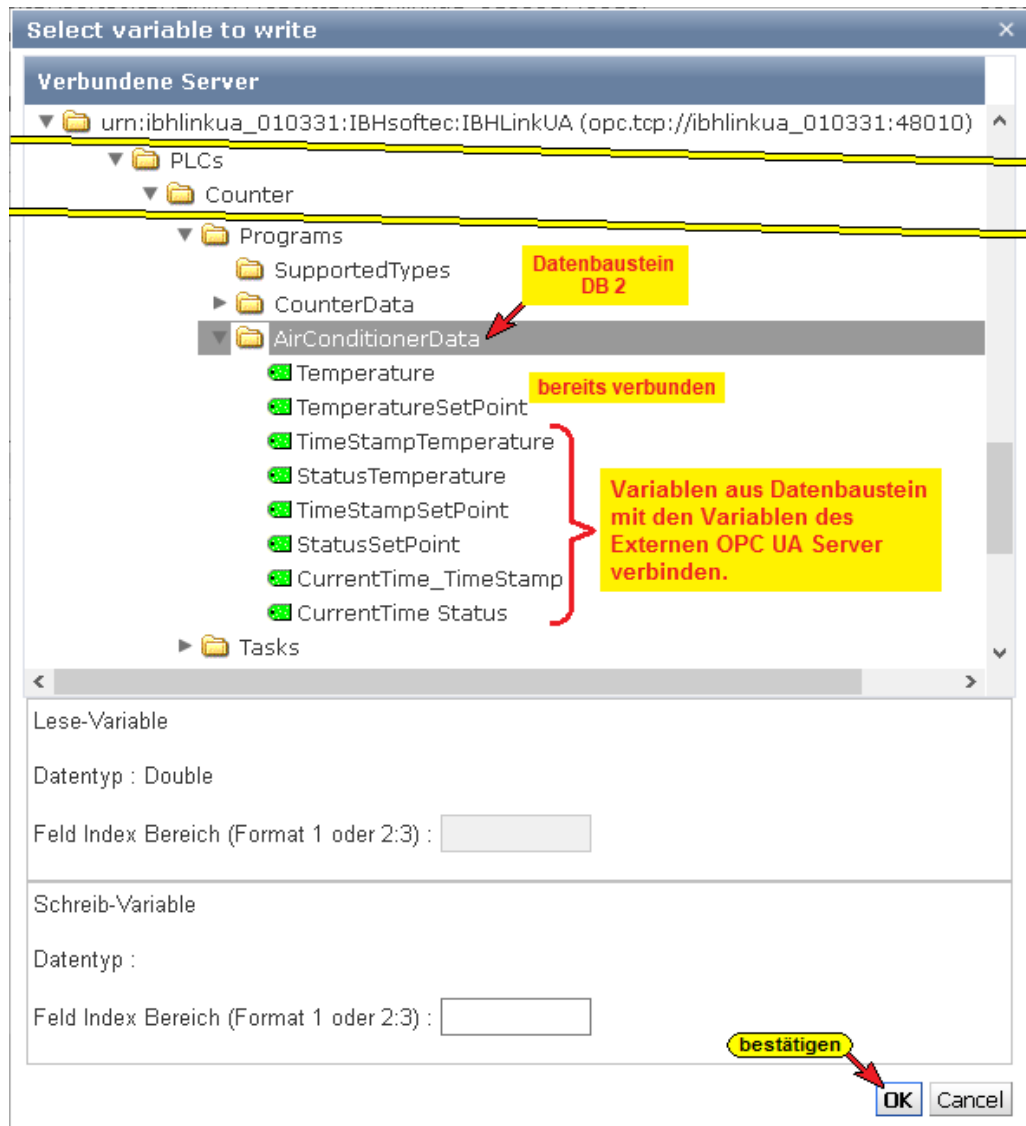 Select variable to write
Verbundene Server
urn:ibhlinkua_010331:IBHsoftec:IBHLinkUA (opc.tcp://ibhlinkua_010331:48010)
PLCs
Counter
Programs
SupportedTypes
Datenbaustein
DB 2
CounterData
AirConditionerData
Temperature
bereits verbunden
TemperatureSetPoint
TimeStampTemperature
StatusTemperature
TimeStampSetPoint
StatusSetPoint
CurrentTime_TimeStamp
CurrentTime Status
Variablen aus Datenbaustein
mit den Variablen des
Externen OPC UA Server
verbinden.
Tasks
Lese-Variable
Datentyp : Double
Feld Index Bereich (Format 1 oder 2:3) :
Schreib-Variable
Datentyp :
Feld Index Bereich (Format 1 oder 2:3) :
bestätigen
OK Cancel